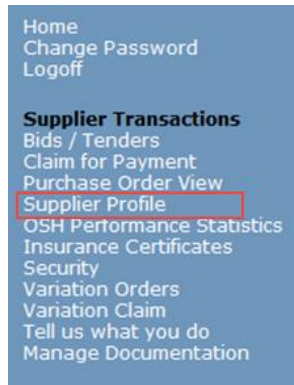 Home
Change Password
Logoff
Supplier Transactions
Bids / Tenders
Claim for Payment
Purchase Order View
Supplier Profile
OSH Performance Statistics
Insurance Certificates
Security
Variation Orders
Variation Claim
Tell us what you do
Manage Documentation